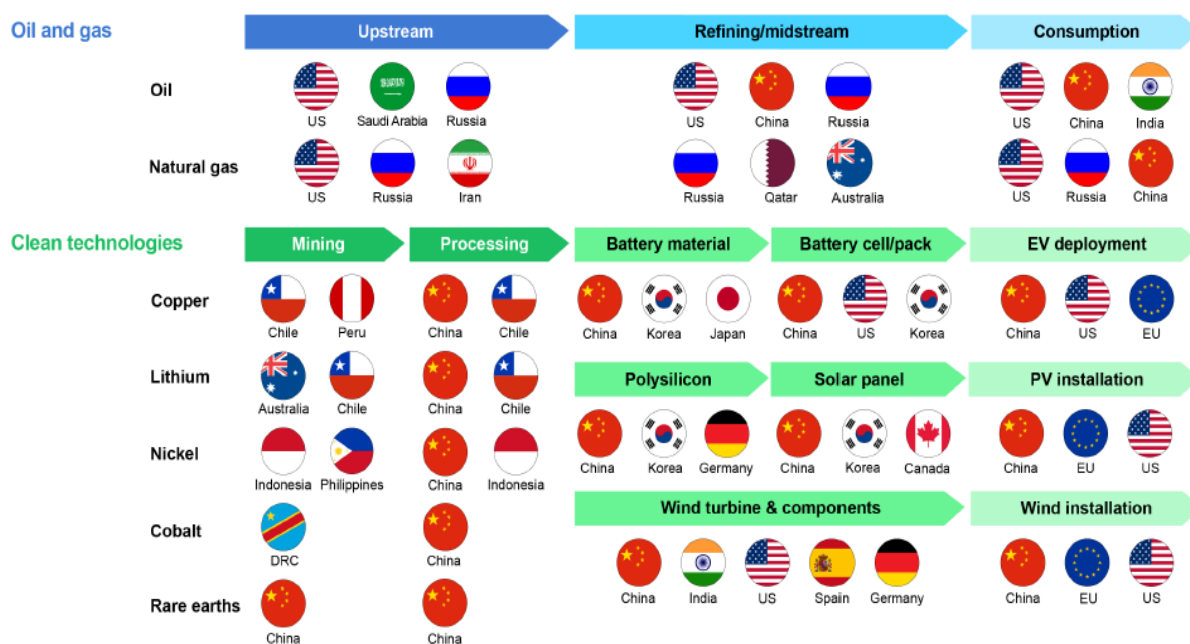 Oil and gas Upstream Refining/midstream Consumption
Oil
US Saudi Arabia Russia US China Russia US China India
Natural gas
US Russia Iran Russia Qatar Australia US Russia China
Clean technologies Mining Processing Battery material Battery cell/pack EV deployment
Copper
Chile Peru China Chile China Korea Japan China US Korea China US EU
Lithium Polysilicon Solar panel PV installation
Australia Chile China Chile
Nickel
China Korea Germany China Korea Canada China EU US
Indonesia Philippines China Indonesia
Wind turbine & components Wind installation
Cobalt
DRC China
China India US Spaiin Germany China EU US
Rare earths
China China